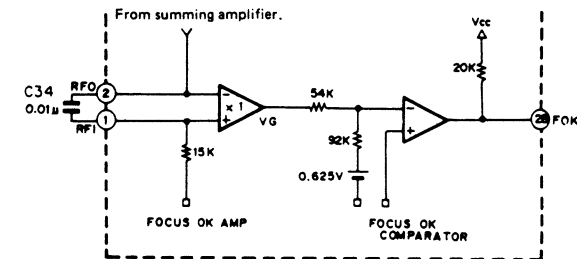 From summing amplifier.
Vcc
C34
0.01μ
RFO
2
RFI
1
× 1
VG
15K
54K
92K
0.625V
20K
28
FOK
FOCUS OK AMP
FOCUS OK
COMPARATOR